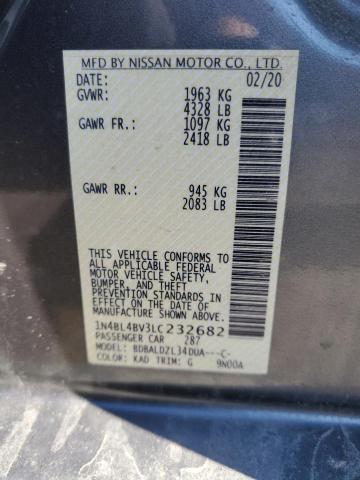 MFD BY NISSAN MOTOR CO., LTD.
DATE: 02/20
GVWR: 1963 KG
4328 LB
GAWR FR.: 1097 KG
2418 LB
GAWR RR.: 945 KG
2083 LB
THIS VEHICLE CONFORMS TO
ALL APPLICABLE FEDERAL
MOTOR VEHICLE SAFETY,
BUMPER, AND THEFT
PREVENTION STANDARDS IN
EFFECT ON THE DATE OF
MANUFACTURE SHOWN ABOVE.
1N4BL4BV3LC232682
PASSENGER CAR 287
MODEL: BDBALDZL34DUA---C-
COLOR: KAD TRIM: G 9N00A